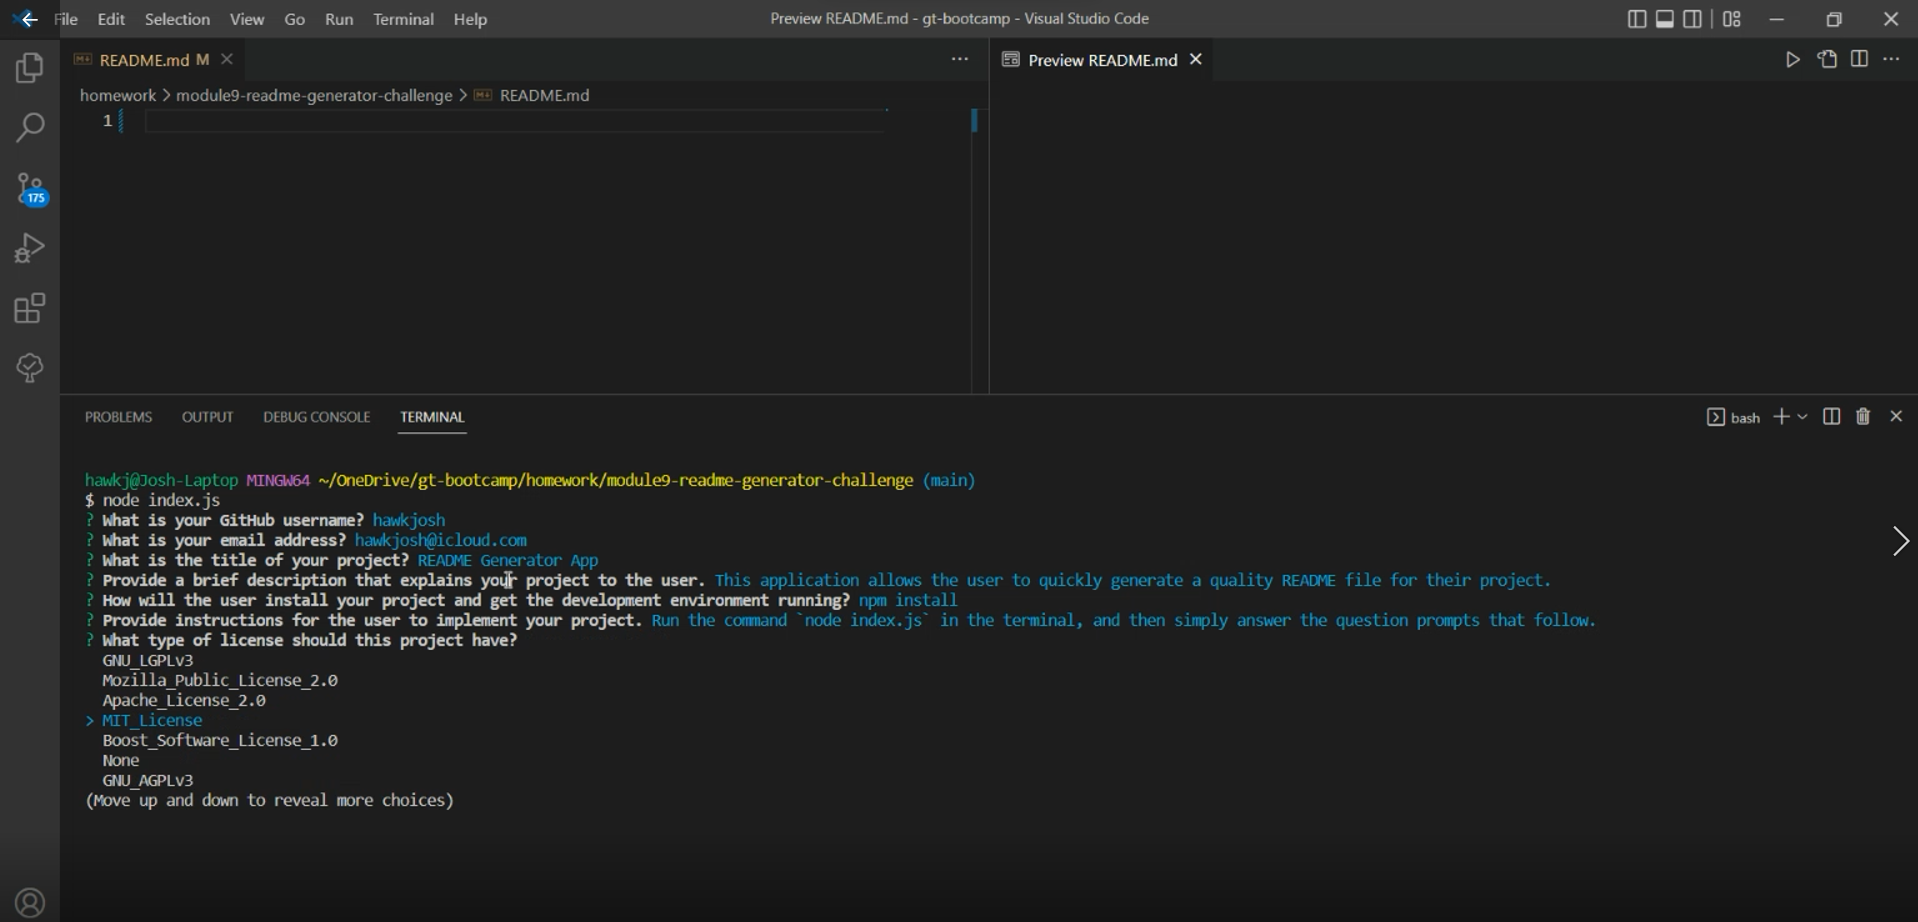 File Edit Selection View Go Run Terminal Help
Preview README.md - gt-bootcamp - Visual Studio Code
README.md M
Preview README.md
homework > module9-readme-generator-challenge > README.md
1
175
PROBLEMS OUTPUT DEBUG CONSOLE TERMINAL
bash
hawkj@Josh-Laptop MINGW64 ~/OneDrive/gt-bootcamp/homework/module9-readme-generator-challenge (main)
$ node index.js
? What is your GitHub username? hawkjosh
? What is your email address? hawkjosh@icloud.com
? What is the title of your project? README Generator App
? Provide a brief description that explains your project to the user. This application allows the user to quickly generate a quality README file for their project.
? How will the user install your project and get the development environment running? npm install
? Provide instructions for the user to implement your project. Run the command `node index.js` in the terminal, and then simply answer the question prompts that follow.
? What type of license should this project have?
GNU_LGPLv3
Mozilla_Public_License_2.0
Apache_License_2.0
> MIT_License
Boost_Software_License_1.0
None
GNU_AGPLv3
(Move up and down to reveal more choices)